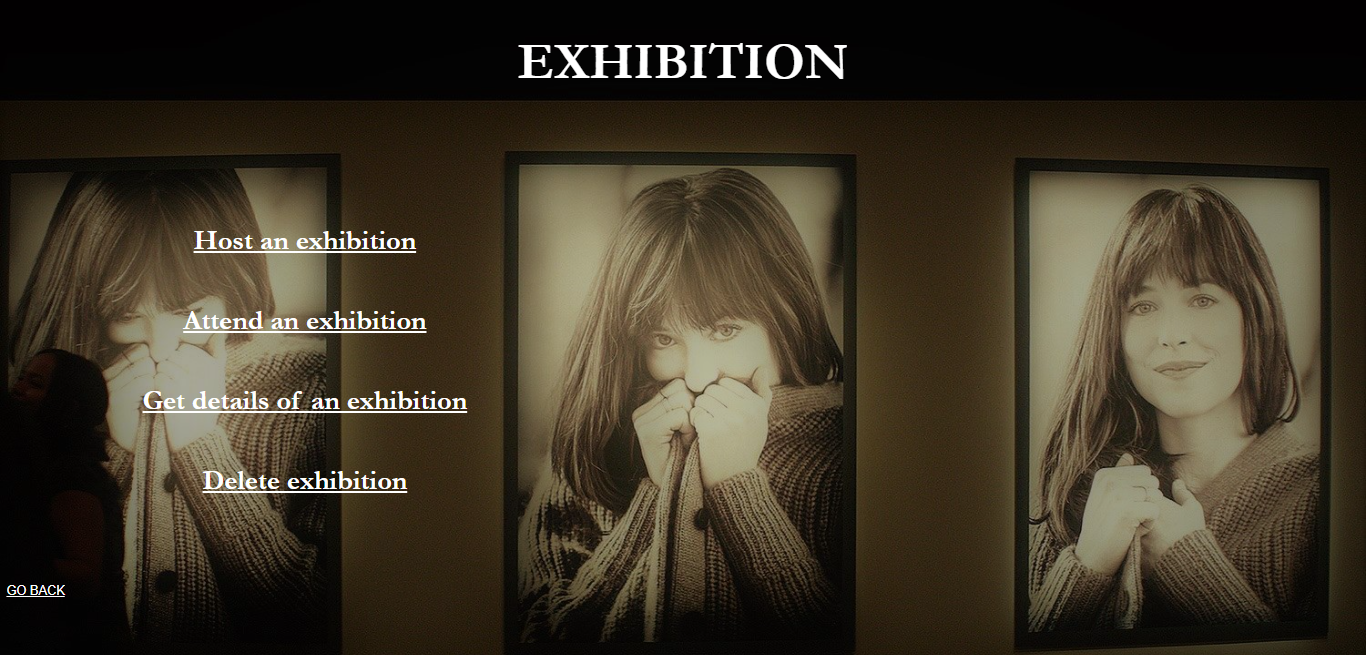 EXHIBITION
Host an exhibition
Attend an exhibition
Get details of an exhibition
Delete exhibition
GO BACK